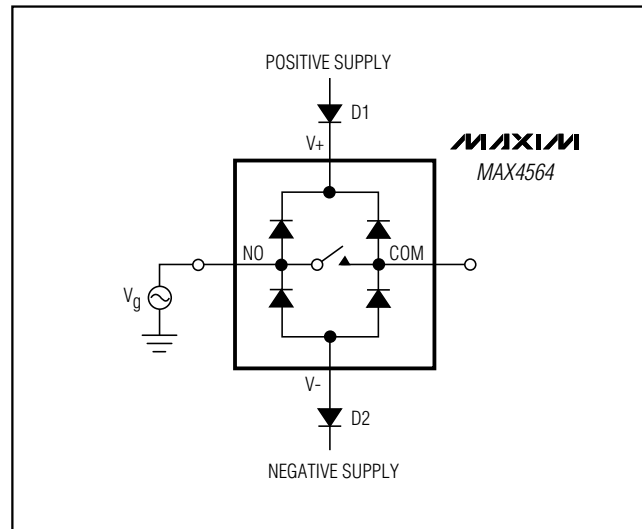 POSITIVE SUPPLY
D1
V+
MAXIM
MAX4564
NO
COM
Vg
V-
D2
NEGATIVE SUPPLY